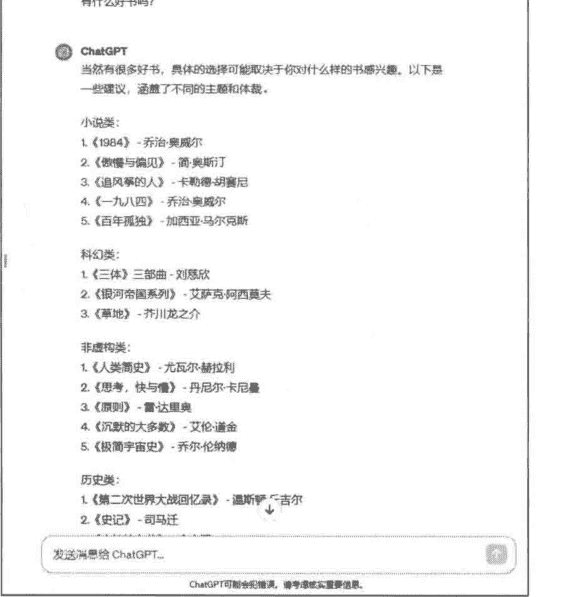 有什么好书吗?
ChatGPT
当然有很多好书，具体的选择可能取决于你对什么样的书感兴趣。以下是
一些建议，涵盖了不同的主题和体裁。
小说类：
1.《1984》 - 乔治·奥威尔
2.《傲慢与偏见》 - 简·奥斯汀
3.《追风筝的人》 - 卡勒德·胡赛尼
4.《一九八四》 - 乔治·奥威尔
5.《百年孤独》 - 加西亚·马尔克斯
科幻类：
1.《三体》三部曲 - 刘慈欣
2.《银河帝国系列》 - 艾萨克·阿西莫夫
3.《草地》 - 芥川龙之介
非虚构类：
1.《人类简史》 - 尤瓦尔·赫拉利
2.《思考，快与慢》 - 丹尼尔·卡尼曼
3.《原则》 - 雷·达里奥
4.《沉默的大多数》 - 艾伦·道金
5.《极简宇宙史》 - 乔尔·伦纳德
历史类：
1.《第二次世界大战回忆录》 - 温斯顿·丘吉尔
2.《史记》 - 司马迁
发送消息给 ChatGPT...
ChatGPT可能会犯错误。请考虑核实重要信息。